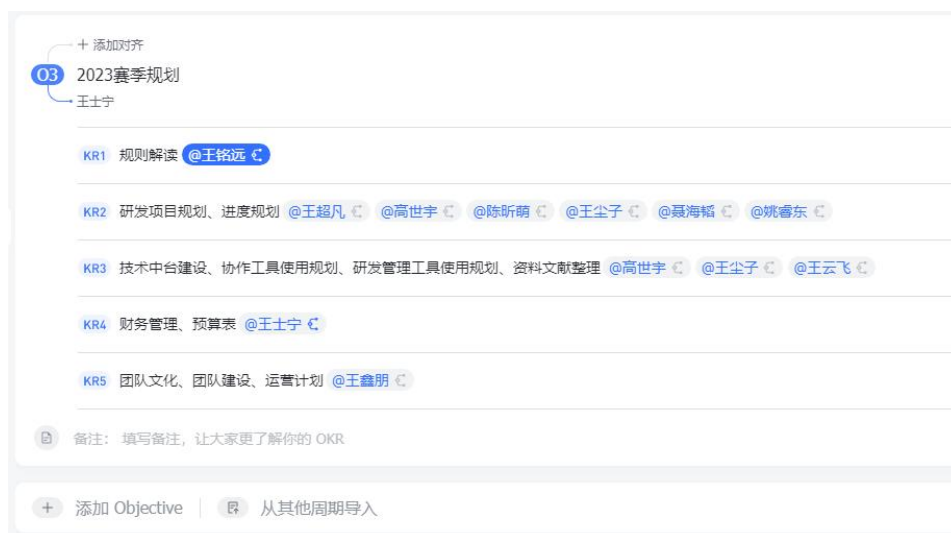 + 添加对齐
O3 2023赛季规划
王士宁
KR1 规则解读 @王铭远
KR2 研发项目规划、进度规划 @王超凡 @高世宇 @陈昕萌 @王尘子 @聂海韬 @姚睿东
KR3 技术中台建设、协作工具使用规划、研发管理工具使用规划、资料文献整理 @高世宇 @王尘子 @王云飞
KR4 财务管理、预算表 @王士宁
KR5 团队文化、团队建设、运营计划 @王鑫朋
备注： 填写备注，让大家更了解你的 OKR
+ 添加 Objective 从其他周期导入